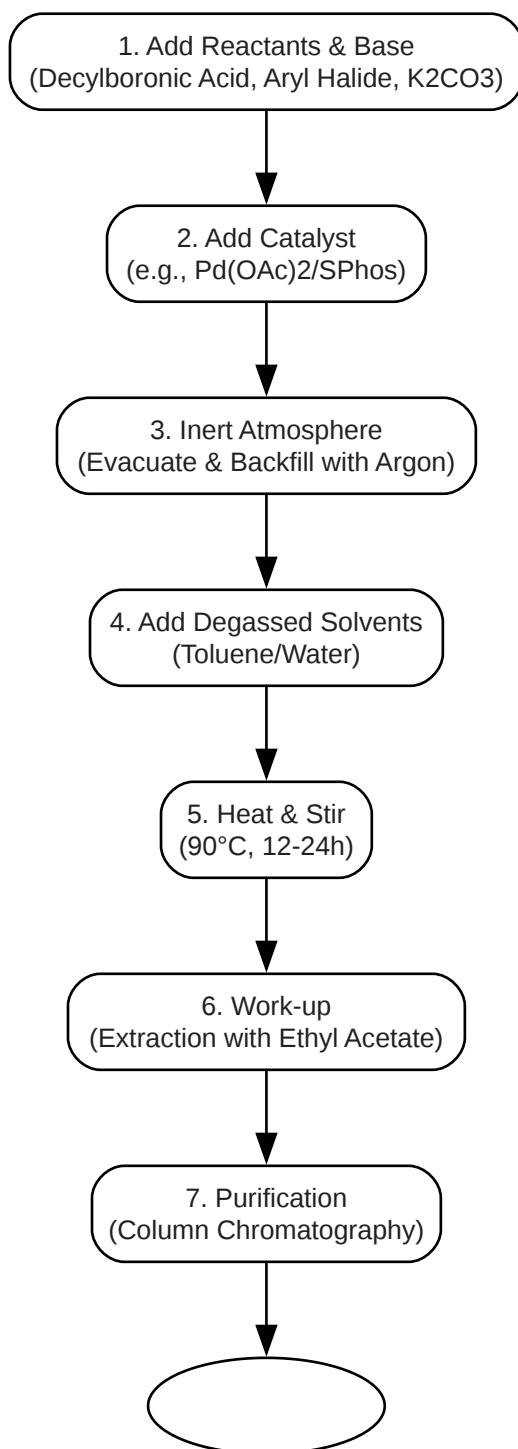 1. Add Reactants & Base
(Decylboronic Acid, Aryl Halide, K2CO3)
2. Add Catalyst
(e.g., Pd(OAc)2/SPhos)
3. Inert Atmosphere
(Evacuate & Backfill with Argon)
4. Add Degassed Solvents
(Toluene/Water)
5. Heat & Stir
(90°C, 12-24h)
6. Work-up
(Extraction with Ethyl Acetate)
7. Purification
(Column Chromatography)